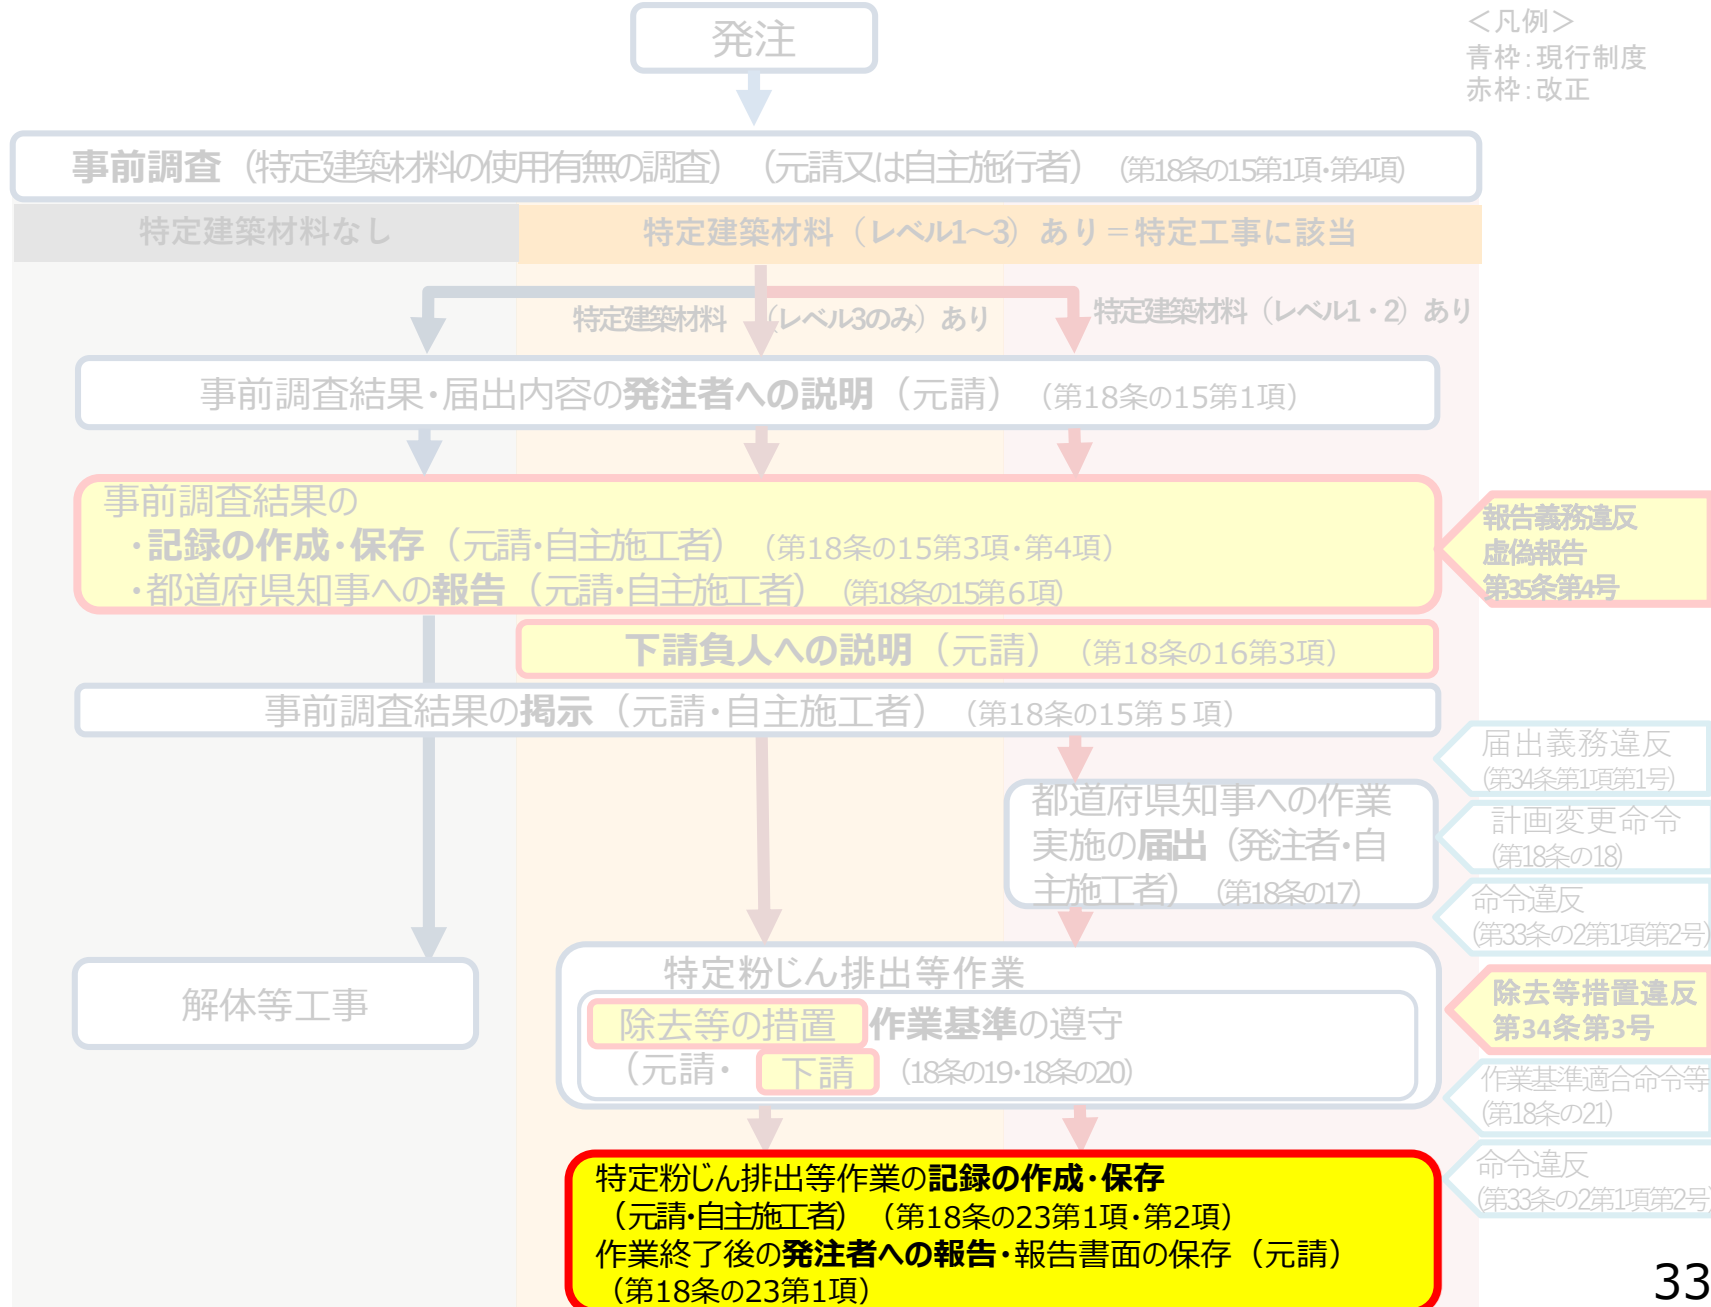 発注
＜凡例＞
青枠：現行制度
赤枠：改正
事前調査（特定建築材料の使用有無の調査）（元請又は自主施行者）（第18条の15第1項・第4項）
特定建築材料なし
特定建築材料（レベル1～3）あり＝特定工事に該当
特定建築材料（レベル3のみ）あり
特定建築材料（レベル1・2）あり
事前調査結果・届出内容の発注者への説明（元請）（第18条の15第1項）
事前調査結果の
・記録の作成・保存（元請・自主施工者）（第18条の15第3項・第4項）
・都道府県知事への報告（元請・自主施工者）（第18条の15第６項）
報告義務違反
虚偽報告
第35条第4号
下請負人への説明（元請）（第18条の16第3項）
事前調査結果の掲示（元請・自主施工者）（第18条の15第５項）
届出義務違反
(第34条第1項第1号)
都道府県知事への作業
実施の届出（発注者・自
主施工者）（第18条の17）
計画変更命令
(第18条の18)
命令違反
(第33条の2第1項第2号)
解体等工事
特定粉じん排出等作業
除去等の措置 作業基準の遵守
（元請・ 下請 （18条の19・18条の20）
除去等措置違反
第34条第3号
作業基準適合命令等
(第18条の21)
命令違反
(第33条の2第1項第2号)
特定粉じん排出等作業の記録の作成・保存
（元請・自主施工者）（第18条の23第1項・第2項）
作業終了後の発注者への報告・報告書面の保存（元請）
（第18条の23第1項）
33